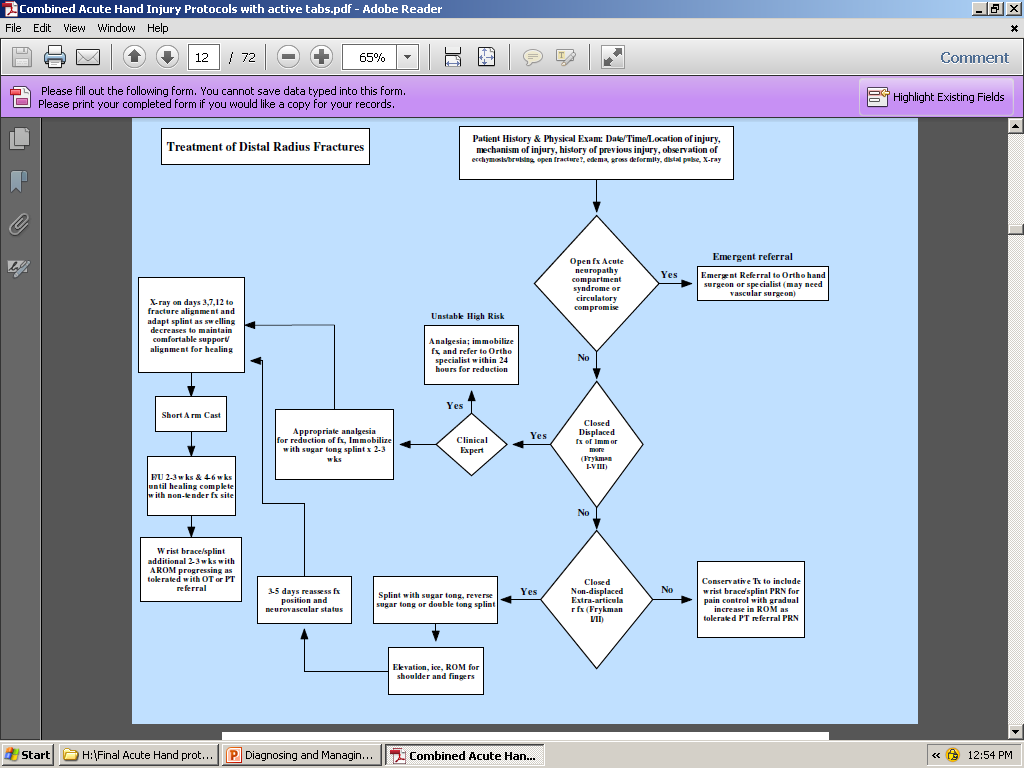 Combined Acute Hand Injury Protocols with active tabs.pdf - Adobe Reader
File Edit View Window Help
12 / 72 65% Comment
Please fill out the following form. You cannot save data typed into this form.
Please print your completed form if you would like a copy for your records.
Highlight Existing Fields
Treatment of Distal Radius Fractures
Patient History & Physical Exam: Date/Time/Location of injury,
mechanism of injury, history of previous injury, observation of
ecchymosis/bruising, open fracture?, edema, gross deformity, distal pulse, X-ray
Open fx Acute
neuropathy
compartment
syndrome or
circulatory
compromise
Yes
Emergent referral
Emergent Referral to Ortho hand
surgeon or specialist (may need
vascular surgeon)
No
Closed
Displaced
fx of 1mm or
more
(Frykman
I-VIII)
Yes
Clinical
Expert
Yes
Unstable High Risk
Analgesia; immobilize
fx, and refer to Ortho
specialist within 24
hours for reduction
Appropriate analgesia
for reduction of fx, Immobilize
with sugar tong splint x 2-3
wks
X-ray on days 3,7,12 to
fracture alignment and
adapt splint as swelling
decreases to maintain
comfortable support/
alignment for healing
Short Arm Cast
F/U 2-3 wks & 4-6 wks
until healing complete
with non-tender fx site
Wrist brace/splint
additional 2-3 wks with
AROM progressing as
tolerated with OT or PT
referral
No
Closed
Non-displaced
Extra-articula
r fx (Frykman
I/II)
No
Conservative Tx to include
wrist brace/splint PRN for
pain control with gradual
increase in ROM as
tolerated PT referral PRN
Yes
Splint with sugar tong, reverse
sugar tong or double tong splint
Elevation, ice, ROM for
shoulder and fingers
3-5 days reassess fx
position and
neurovascular status
Start
H:\Final Acute Hand prot...
Diagnosing and Managin...
Combined Acute Han...
12:54 PM